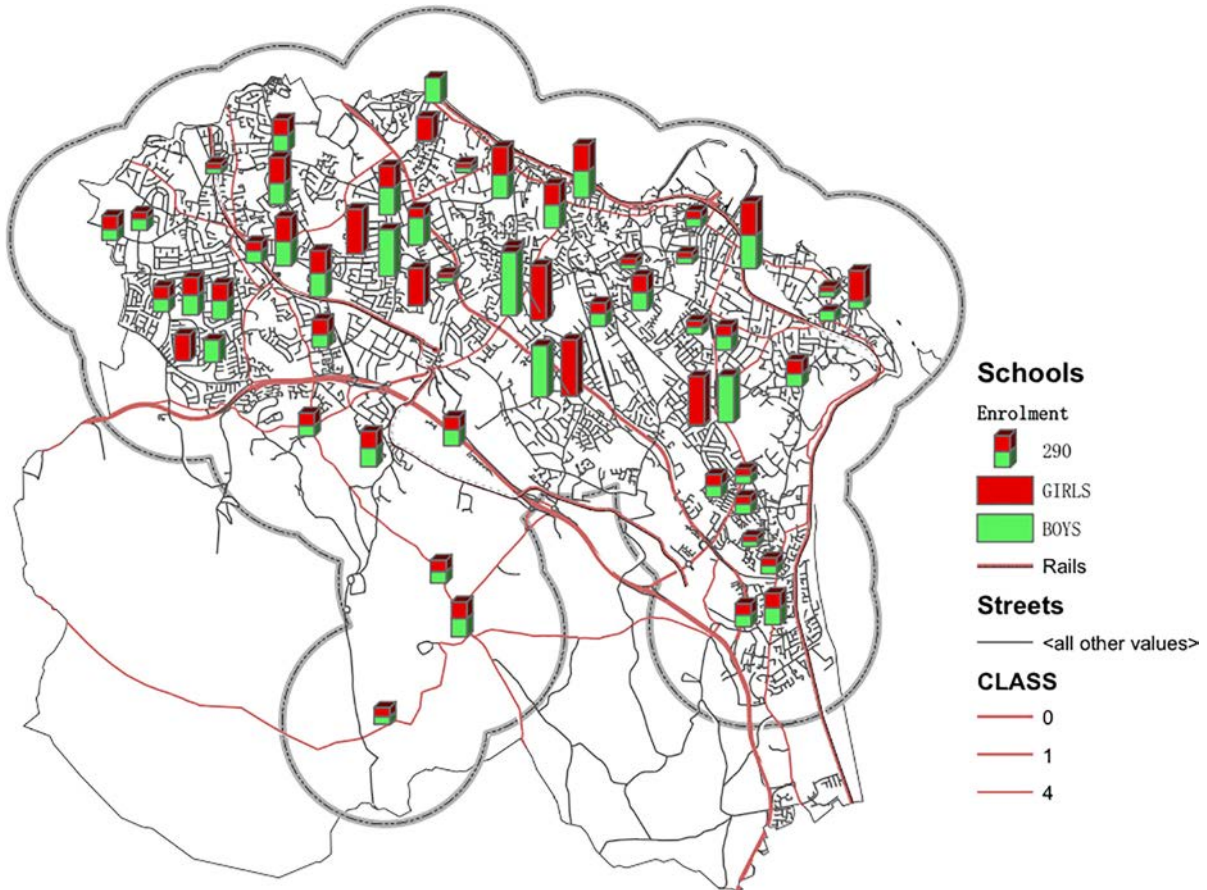 Schools
Enrolment
290
GIRLS
BOYS
Rails
Streets
<all other values>
CLASS
0
1
4